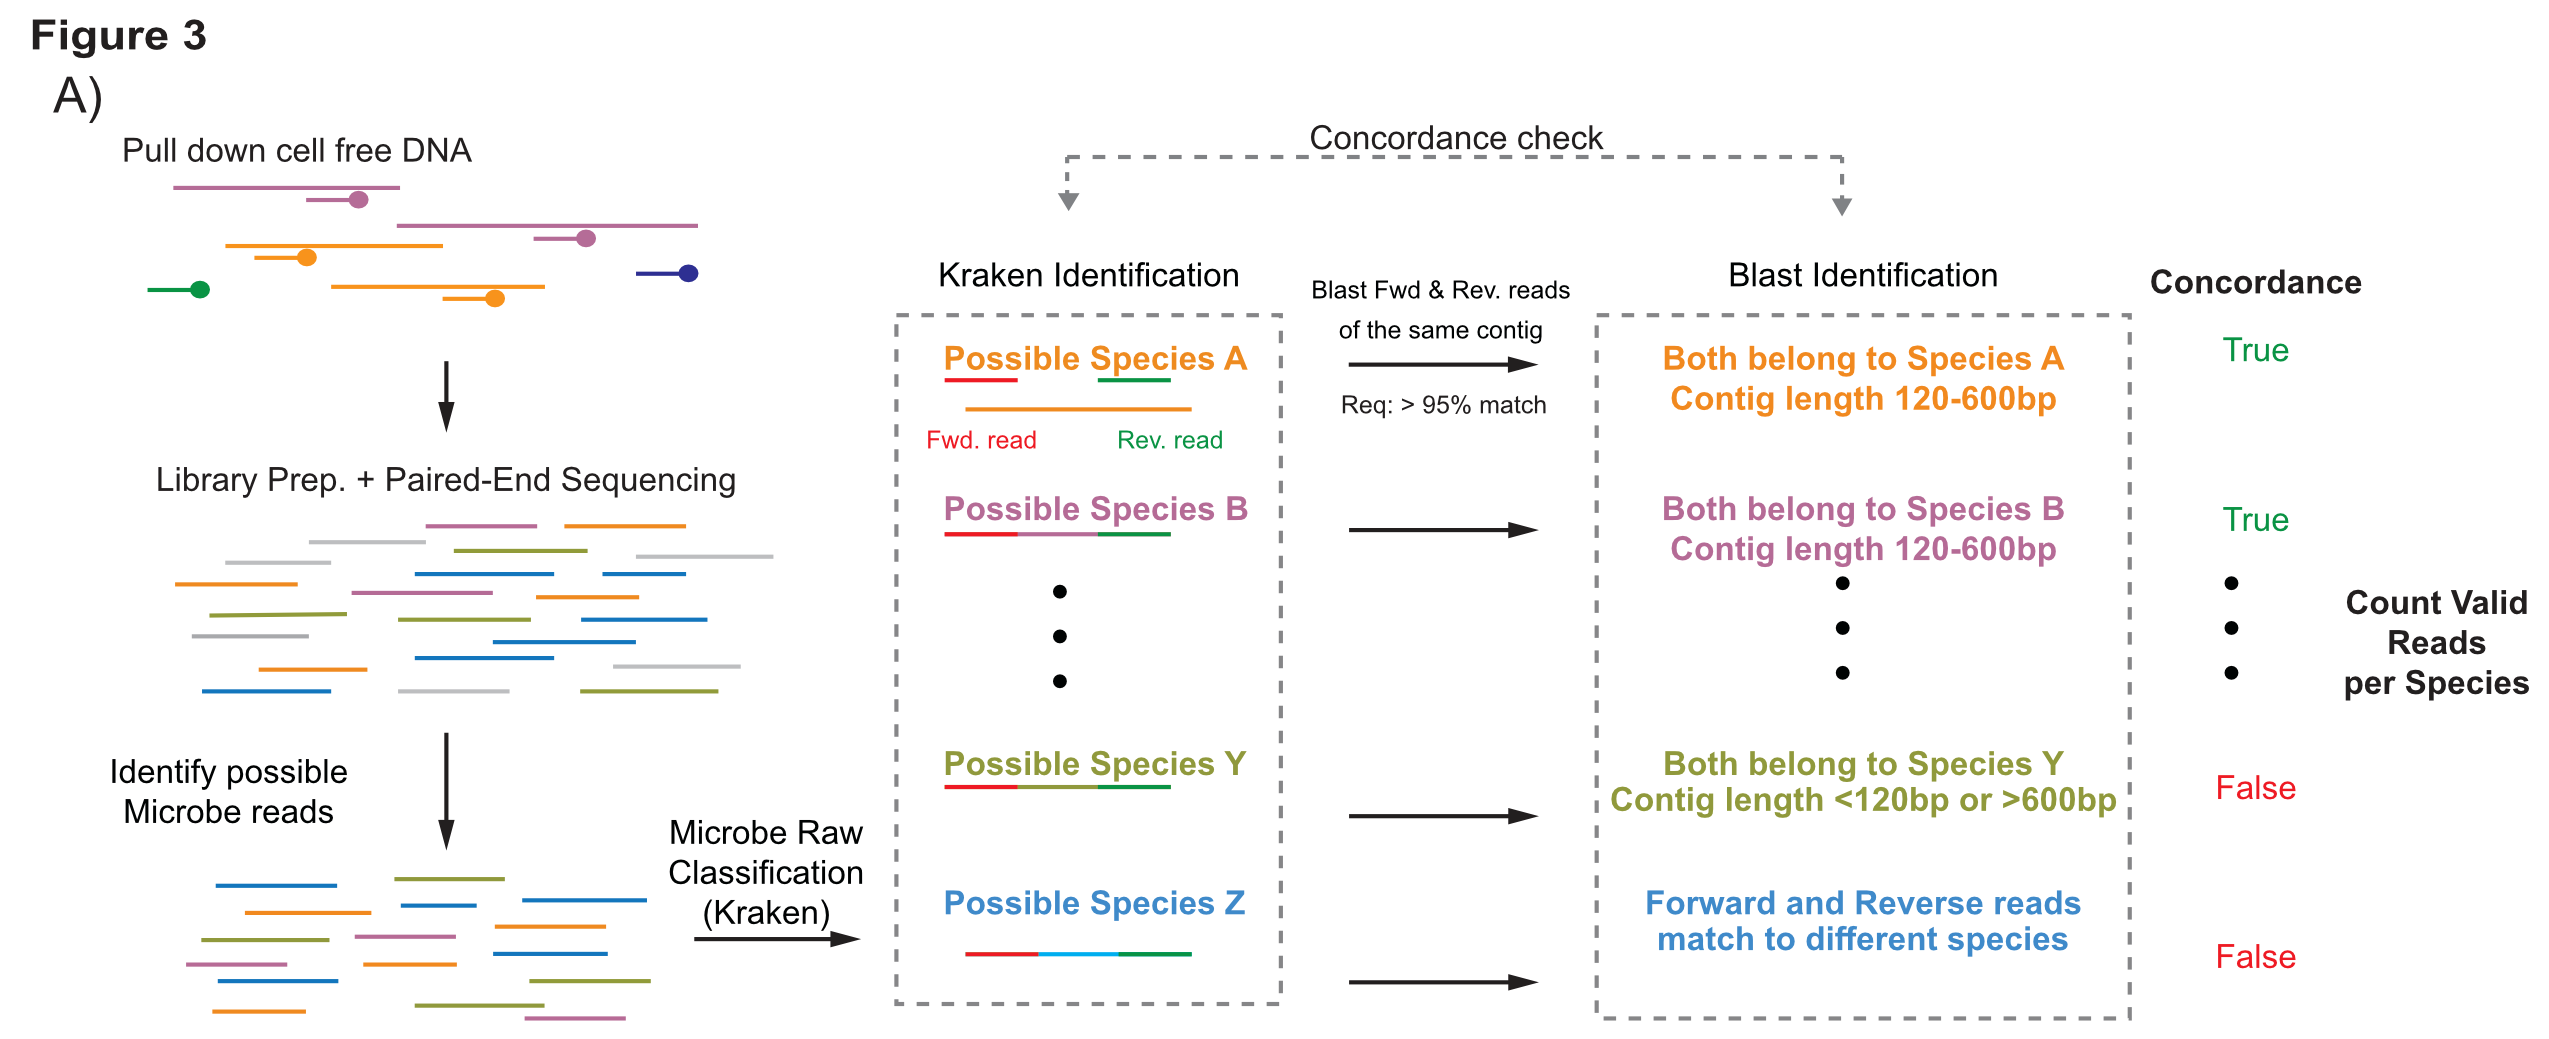 Figure 3
A)
Pull down cell free DNA
Library Prep. + Paired-End Sequencing
Identify possible
Microbe reads
Microbe Raw
Classification
(Kraken)
Concordance check
Kraken Identification
Possible Species A
Fwd. read
Rev. read
Possible Species B
Possible Species Y
Possible Species Z
Blast Fwd & Rev. reads
of the same contig
Req: > 95% match
Blast Identification
Both belong to Species A
Contig length 120-600bp
Both belong to Species B
Contig length 120-600bp
Both belong to Species Y
Contig length <120bp or >600bp
Forward and Reverse reads
match to different species
Concordance
True
True
False
False
Count Valid
Reads
per Species